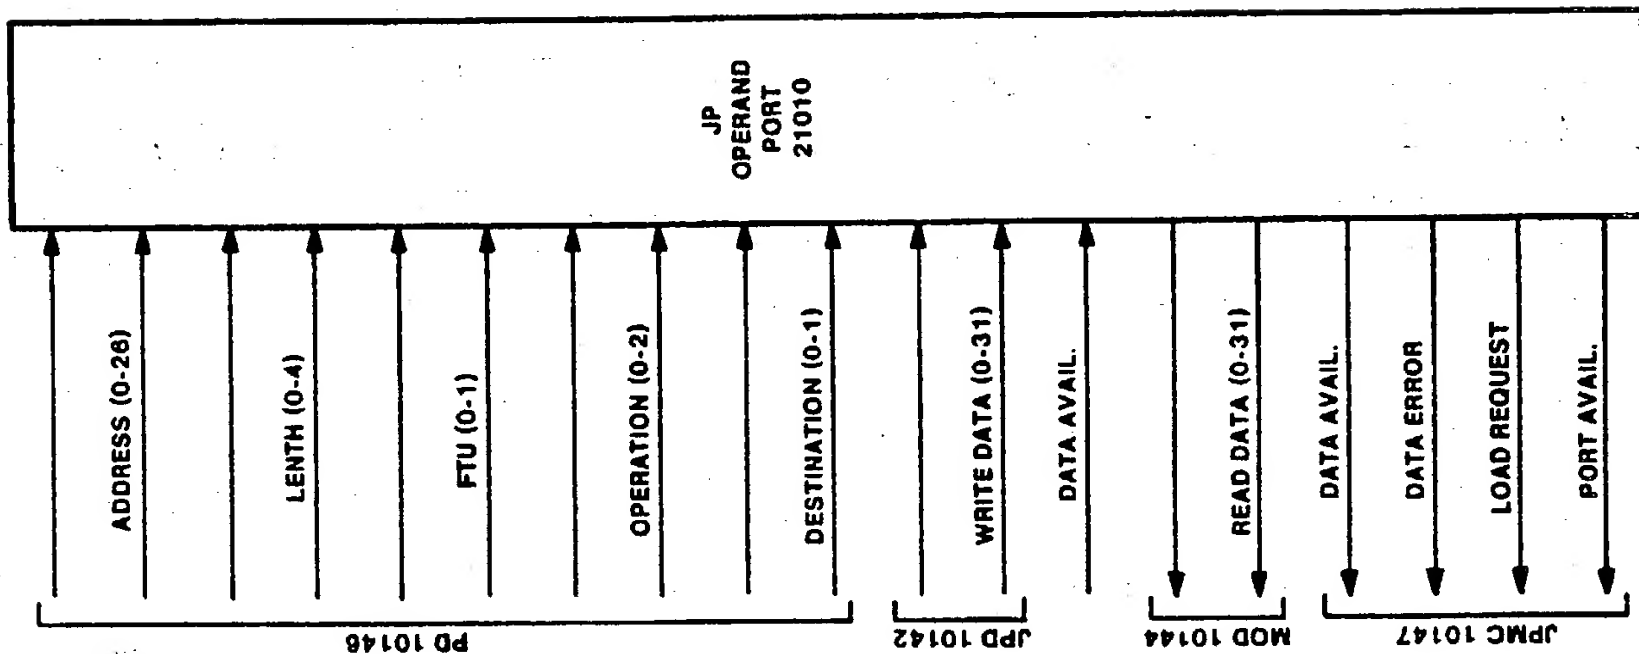 JP
OPERAND
PORT
21010
ADDRESS (0-26)
LENTH (0-4)
FTU (0-1)
OPERATION (0-2)
DESTINATION (0-1)
WRITE DATA (0-31)
DATA AVAIL.
READ DATA (0-31)
DATA AVAIL.
DATA ERROR
LOAD REQUEST
PORT AVAIL.
PD 10146
JPD 10142
MOD 10144
JPMC 10147